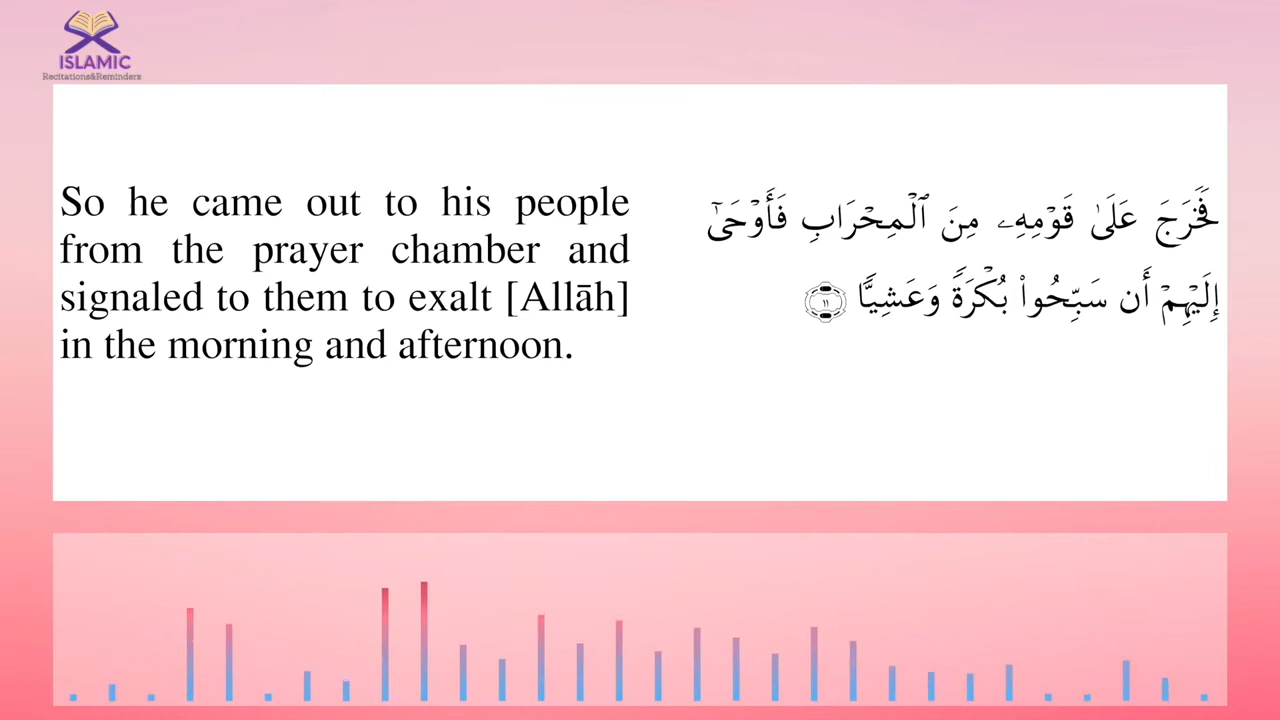 ISLAMIC
Recitations&Reminders
So he came out to his people
from the prayer chamber and
signaled to them to exalt [Allāh]
in the morning and afternoon.
فَخَرَجَ عَلَىٰ قَوْمِهِۦ مِنَ ٱلْمِحْرَابِ فَأَوْحَىٰٓ
إِلَيْهِمْ أَن سَبِّحُوا۟ بُكْرَةً وَعَشِيًّا ١١